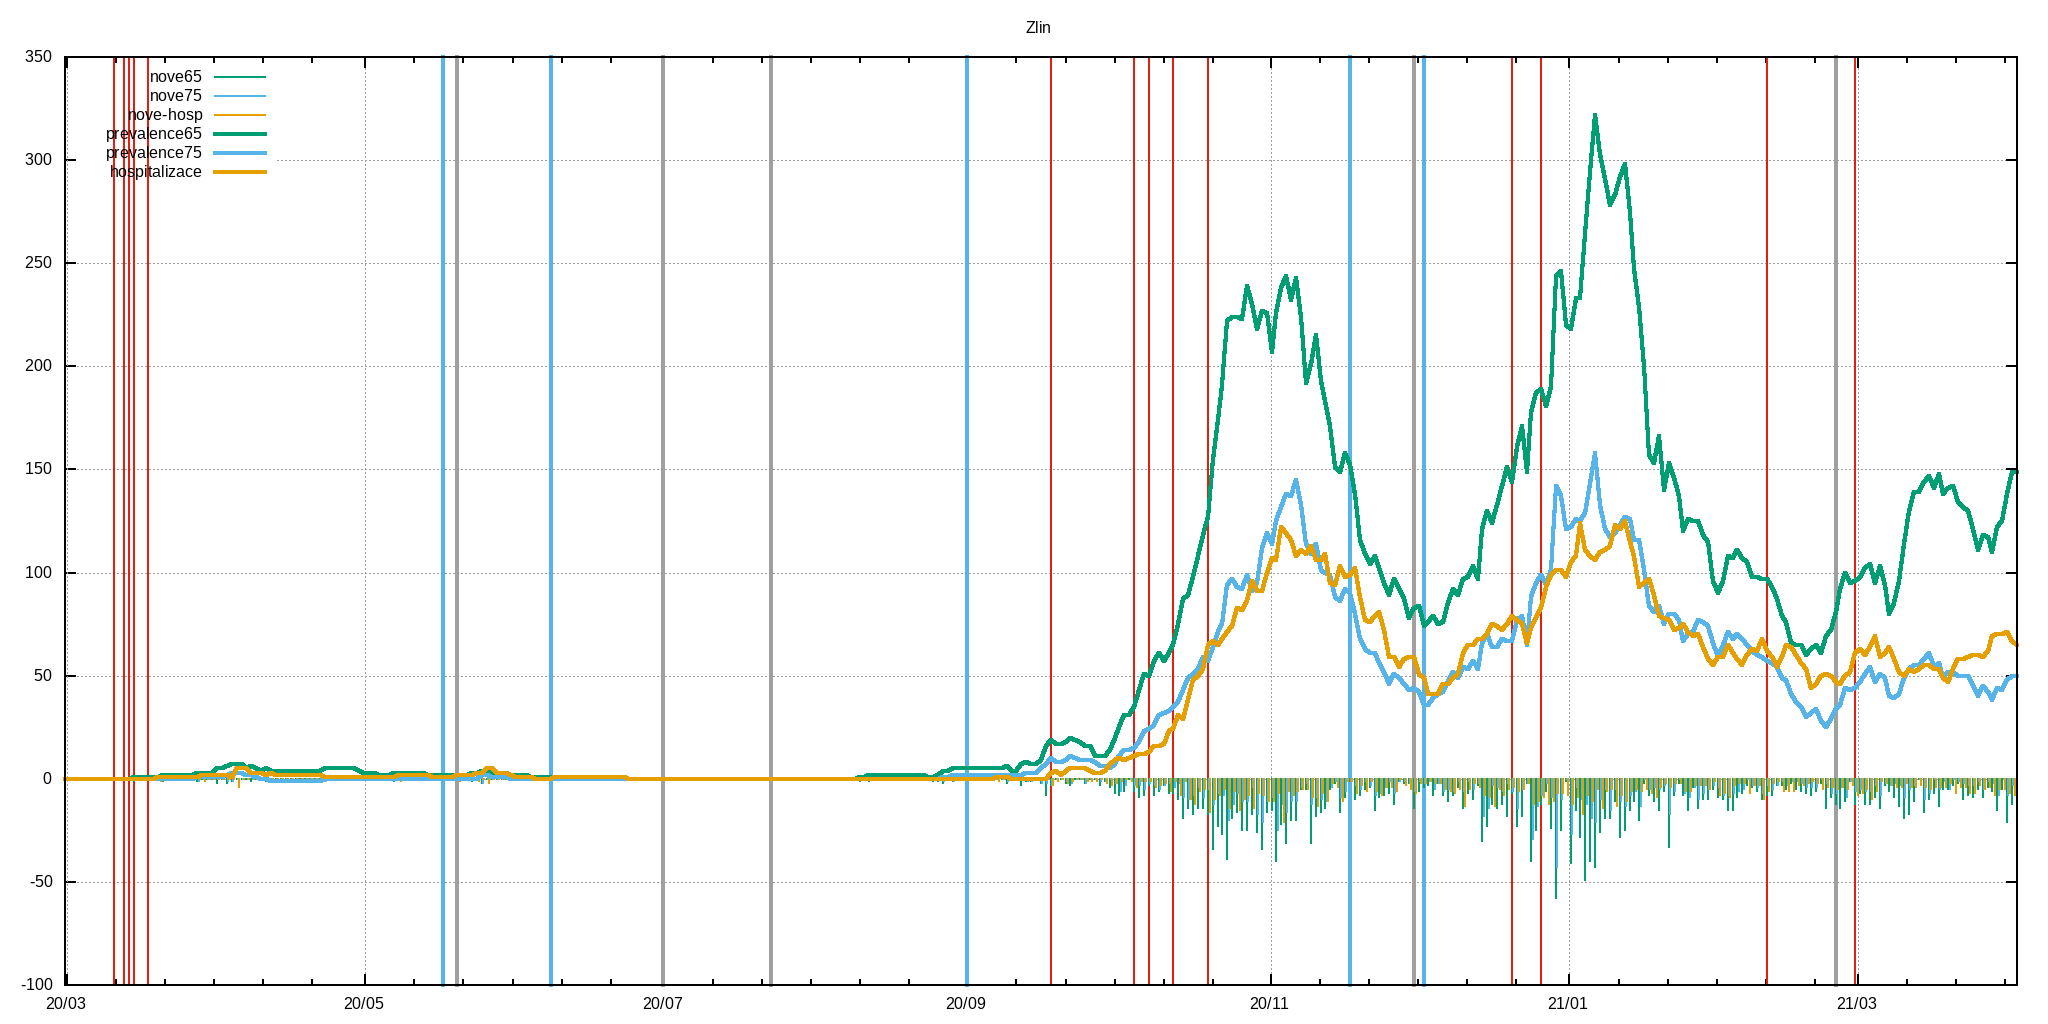 Zlin
350
nove65
nove75
nove-hosp
prevalence65
prevalence75
hospitalizace
300
250
200
150
100
50
0
-50
-100
20/03 20/05 20/07 20/09 20/11 21/01 21/03